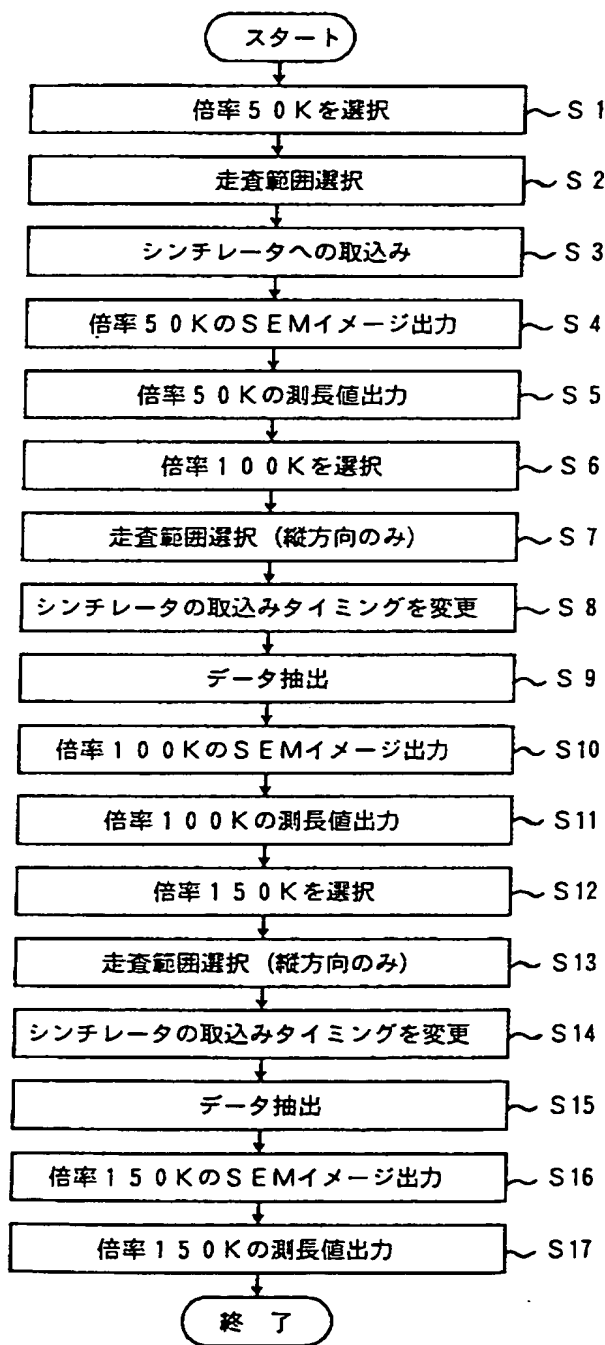 スタート
倍率50Kを選択 S1
走査範囲選択 S2
シンチレータへの取込み S3
倍率50KのSEMイメージ出力 S4
倍率50Kの測長値出力 S5
倍率100Kを選択 S6
走査範囲選択(縦方向のみ) S7
シンチレータの取込みタイミングを変更 S8
データ抽出 S9
倍率100KのSEMイメージ出力 S10
倍率100Kの測長値出力 S11
倍率150Kを選択 S12
走査範囲選択(縦方向のみ) S13
シンチレータの取込みタイミングを変更 S14
データ抽出 S15
倍率150KのSEMイメージ出力 S16
倍率150Kの測長値出力 S17
終了